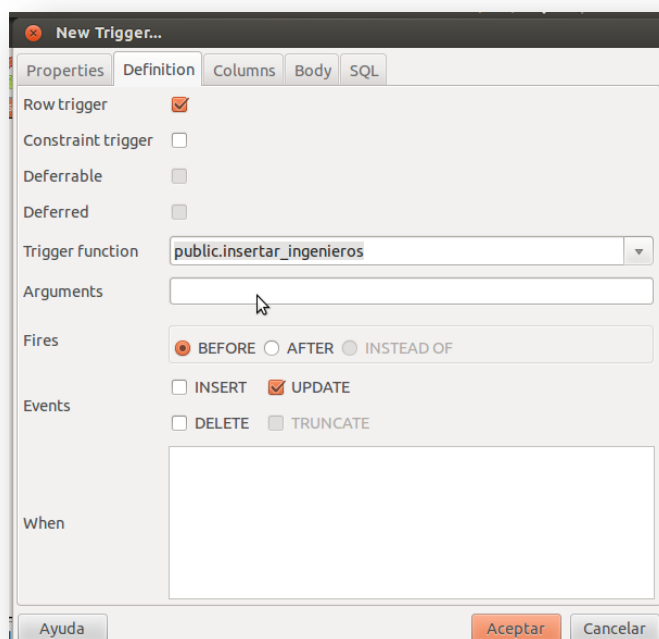 New Trigger...
Properties Definition Columns Body SQL
Row trigger
Constraint trigger
Deferrable
Deferred
Trigger function public.insertar_ingenieros
Arguments
Fires BEFORE AFTER INSTEAD OF
Events INSERT UPDATE
DELETE TRUNCATE
When
Ayuda Aceptar Cancelar